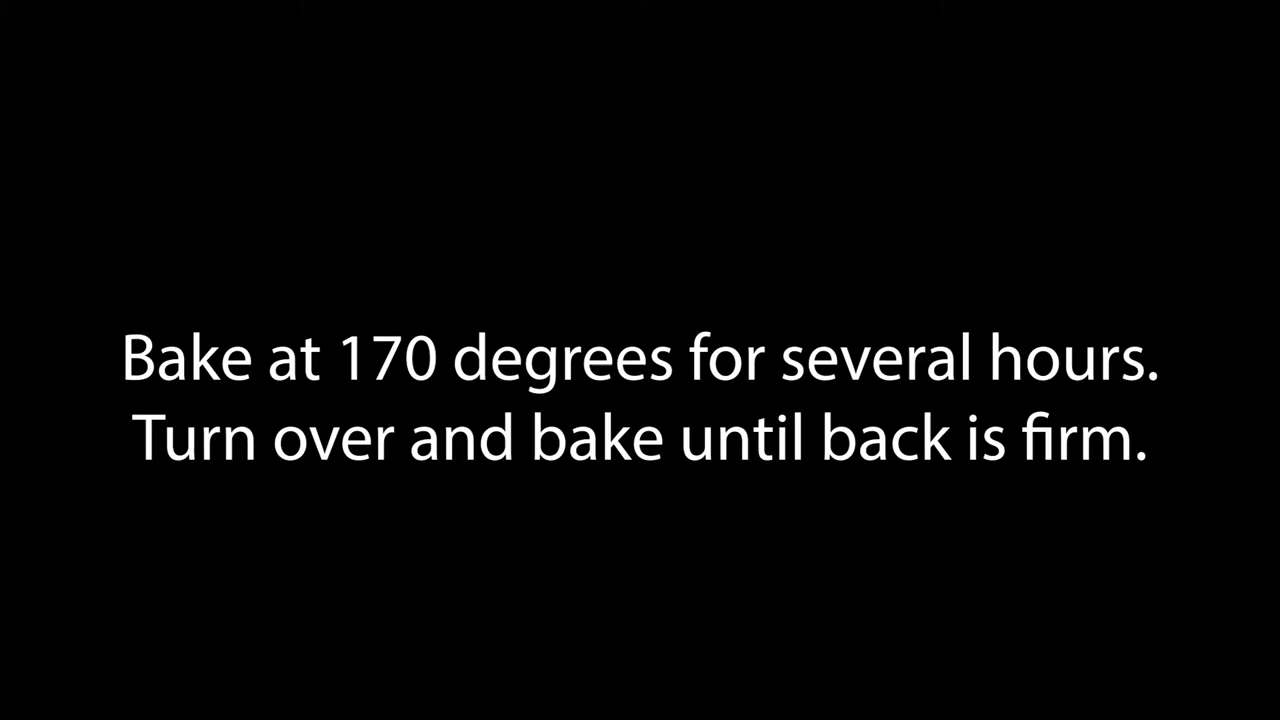 Bake at 170 degrees for several hours.
Turn over and bake until back is firm.